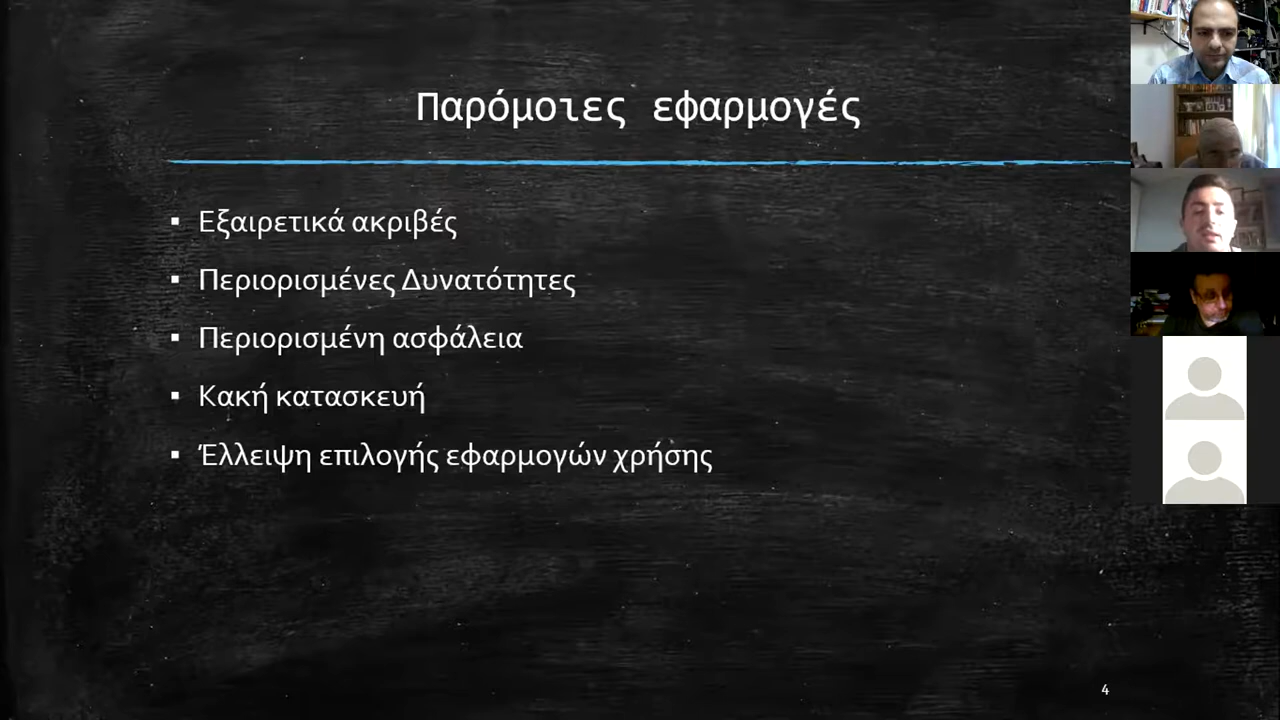 Παρόμοιες εφαρμογές
▪ Εξαιρετικά ακριβές
▪ Περιορισμένες Δυνατότητες
▪ Περιορισμένη ασφάλεια
▪ Κακή κατασκευή
▪ Έλλειψη επιλογής εφαρμογών χρήσης
4